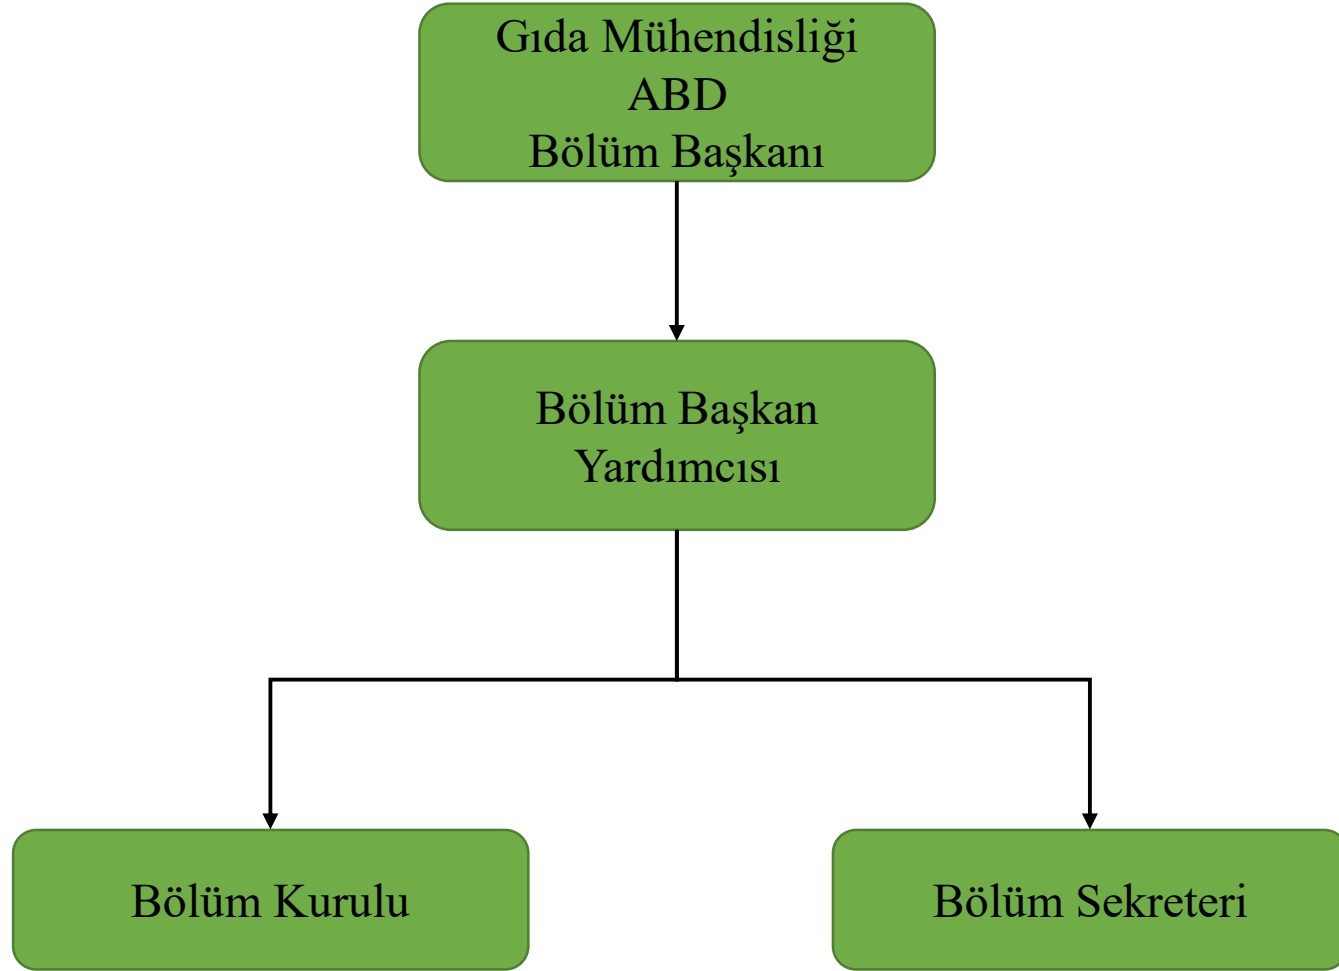 Gıda Mühendisliği
ABD
Bölüm Başkanı
Bölüm Başkan
Yardımcısı
Bölüm Kurulu
Bölüm Sekreteri